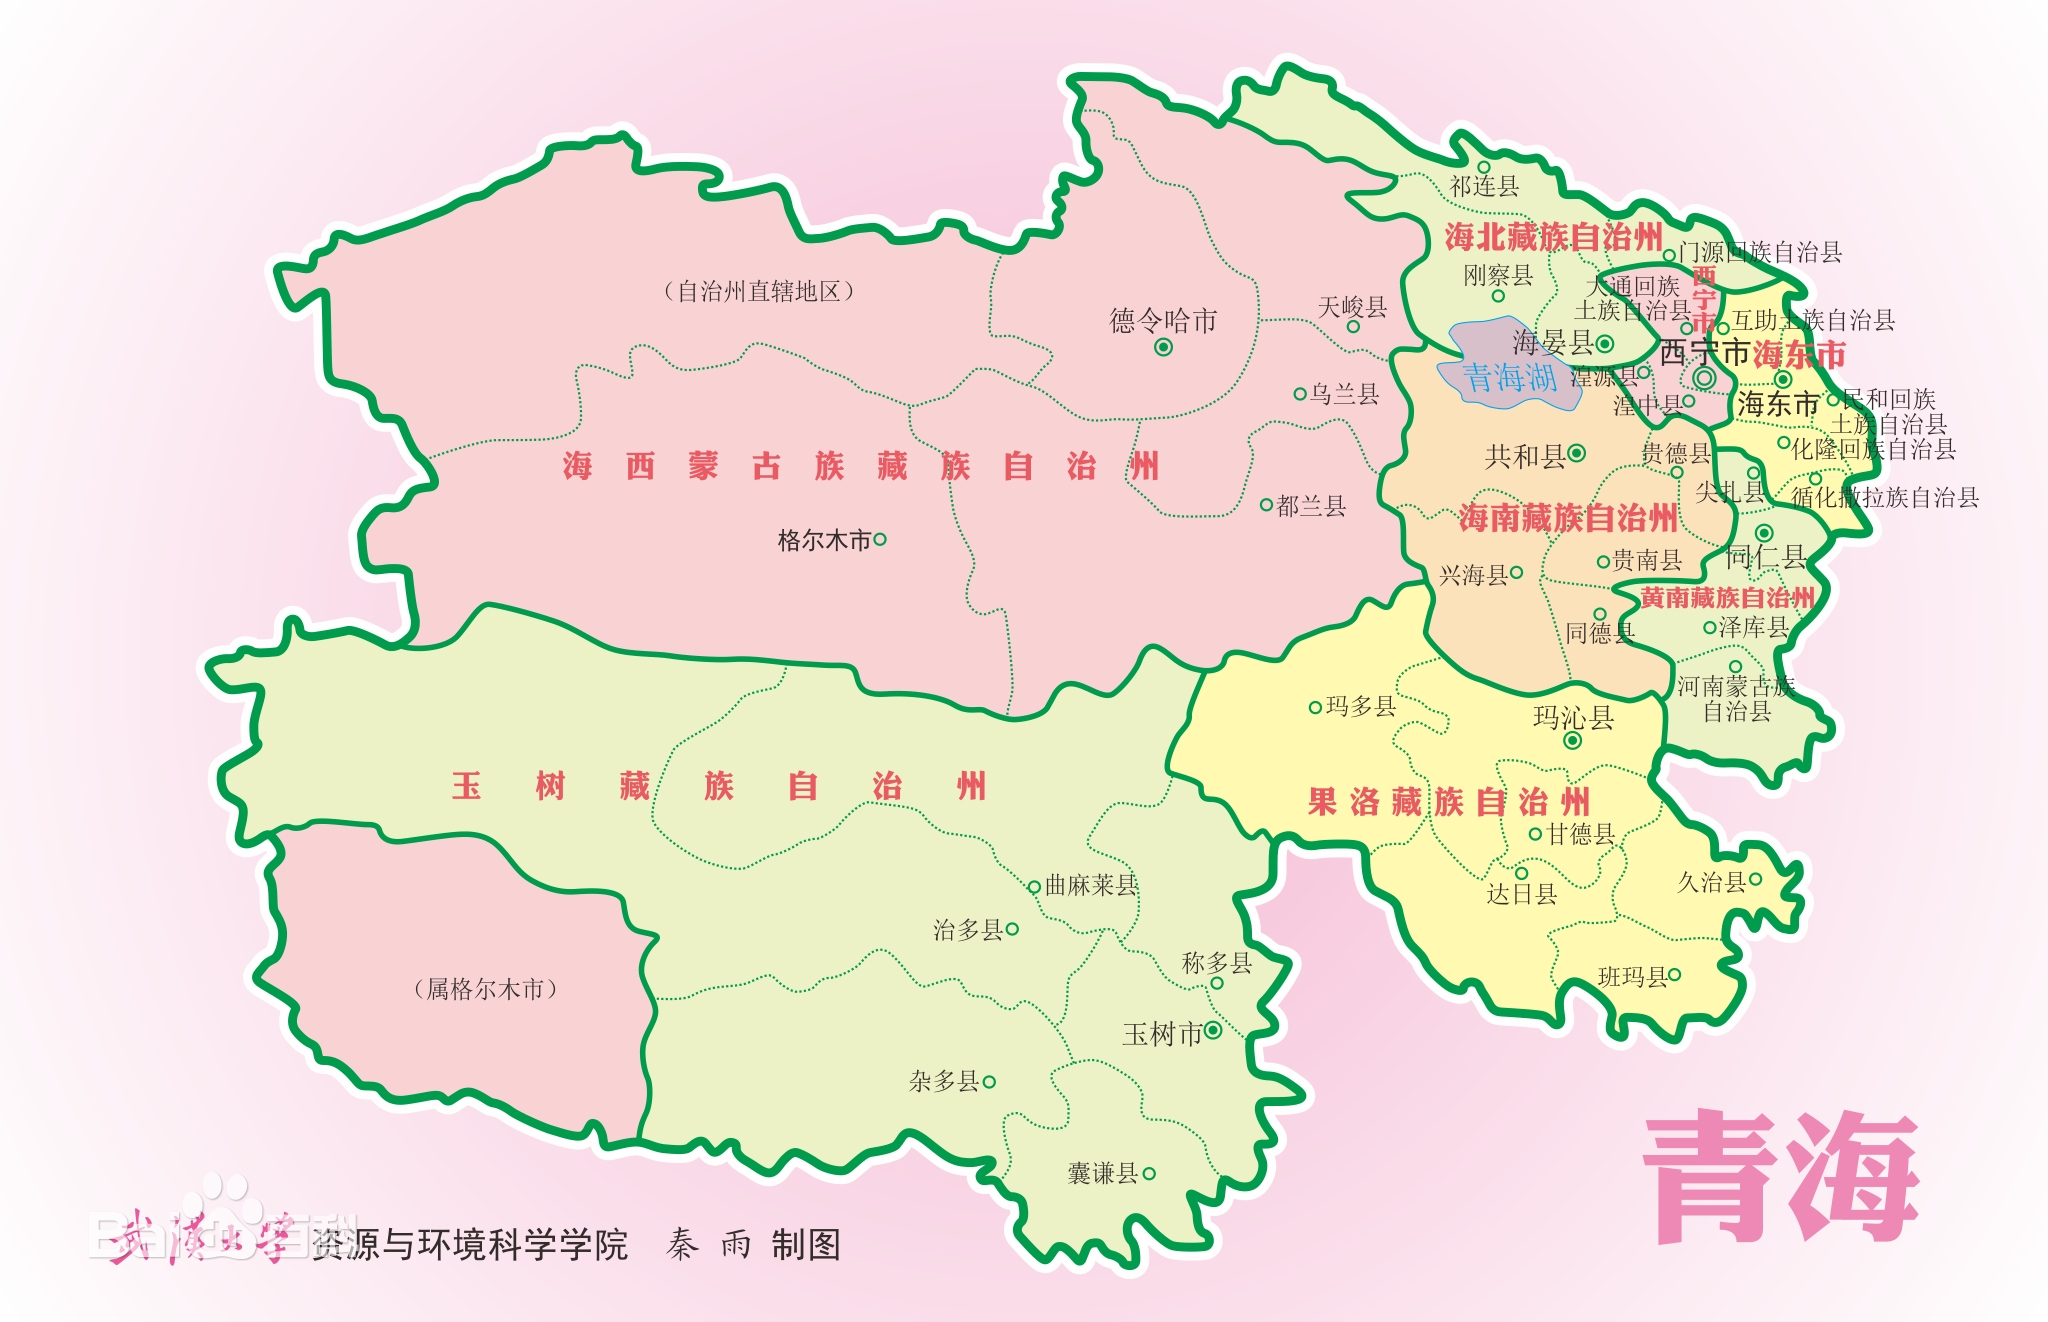 祁连县
海北藏族自治州
门源回族自治县
刚察县
大通回族
土族自治县
西宁市
互助土族自治县
(自治州直辖地区)
德令哈市
天峻县
海晏县
西宁市
海东市
青海湖
湟源县
湟中县
海东市
民和回族
土族自治县
乌兰县
化隆回族自治县
共和县
贵德县
海西蒙古族藏族自治州
尖扎县
循化撒拉族自治县
都兰县
海南藏族自治州
格尔木市
同仁县
兴海县
贵南县
黄南藏族自治州
同德县
泽库县
河南蒙古族
自治县
玛多县
玛沁县
玉树藏族自治州
果洛藏族自治州
甘德县
曲麻莱县
达日县
久治县
治多县
称多县
班玛县
(属格尔木市)
玉树市
杂多县
囊谦县
青海
武汉大学 资源与环境科学学院 秦雨 制图
Baidu百科